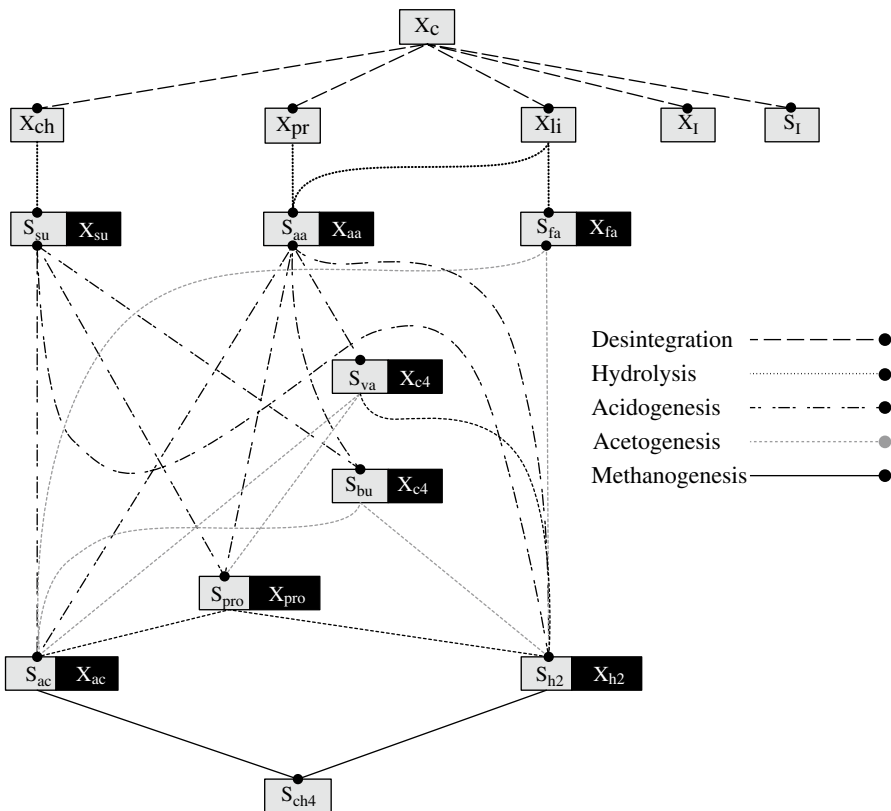 Xc
Xch Xpr Xli XI SI
Ssu Xsu Saa Xaa Sfa Xfa
Desintegration
Hydrolysis
Acidogenesis
Acetogenesis
Methanogenesis
Sva Xc4
Sbu Xc4
Spro Xpro
Sac Xac Sh2 Xh2
Sch4